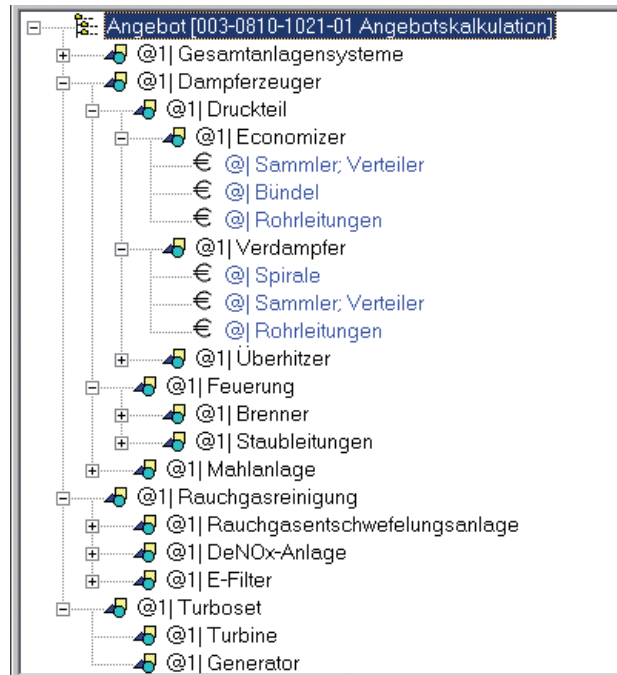 Angebot [003-0810-1021-01 Angebotskalkulation]
@1| Gesamtanlagensysteme
@1| Dampferzeuger
@1| Druckteil
@1| Economizer
€ @| Sammler; Verteiler
€ @| Bündel
€ @| Rohrleitungen
@1| Verdampfer
€ @| Spirale
€ @| Sammler; Verteiler
€ @| Rohrleitungen
@1| Überhitzer
@1| Feuerung
@1| Brenner
@1| Staubleitungen
@1| Mahlanlage
@1| Rauchgasreinigung
@1| Rauchgasentschwefelungsanlage
@1| DeNOx-Anlage
@1| E-Filter
@1| Turboset
@1| Turbine
@1| Generator